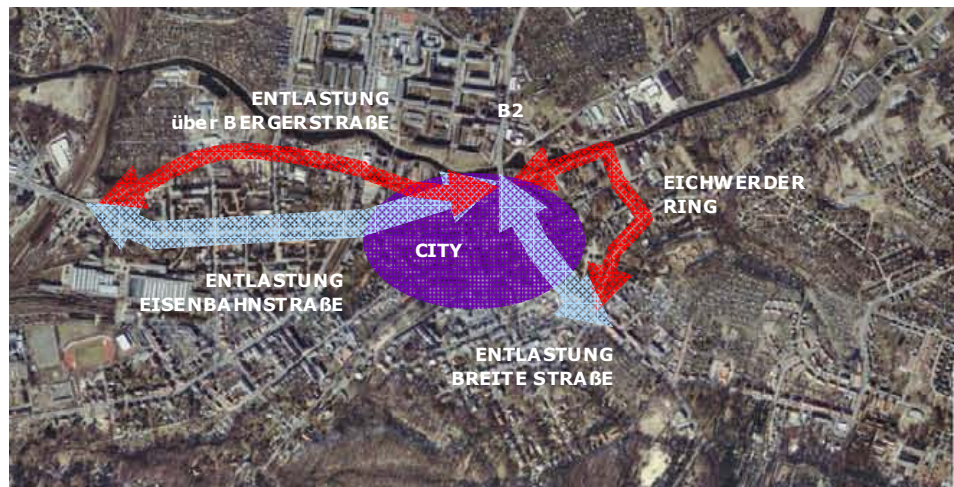 ENTLASTUNG
über BERGERSTRAßE
B2
EICHWERDER
RING
CITY
ENTLASTUNG
EISENBAHNSTRAßE
ENTLASTUNG
BREITE STRAßE